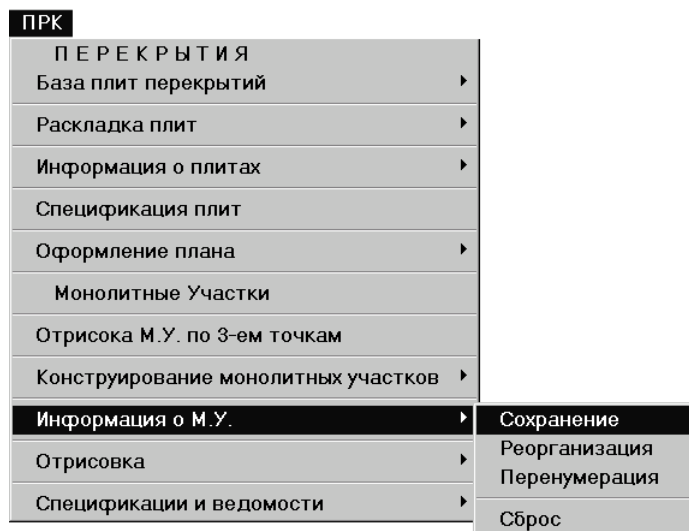 ПРК
ПЕРЕКРЫТИЯ
База плит перекрытий
Раскладка плит
Информация о плитах
Спецификация плит
Оформление плана
Монолитные Участки
Отрисока М.У. по 3-ем точкам
Конструирование монолитных участков
Информация о М.У.
Сохранение
Реорганизация
Перенумерация
Отрисовка
Спецификации и ведомости
Сброс